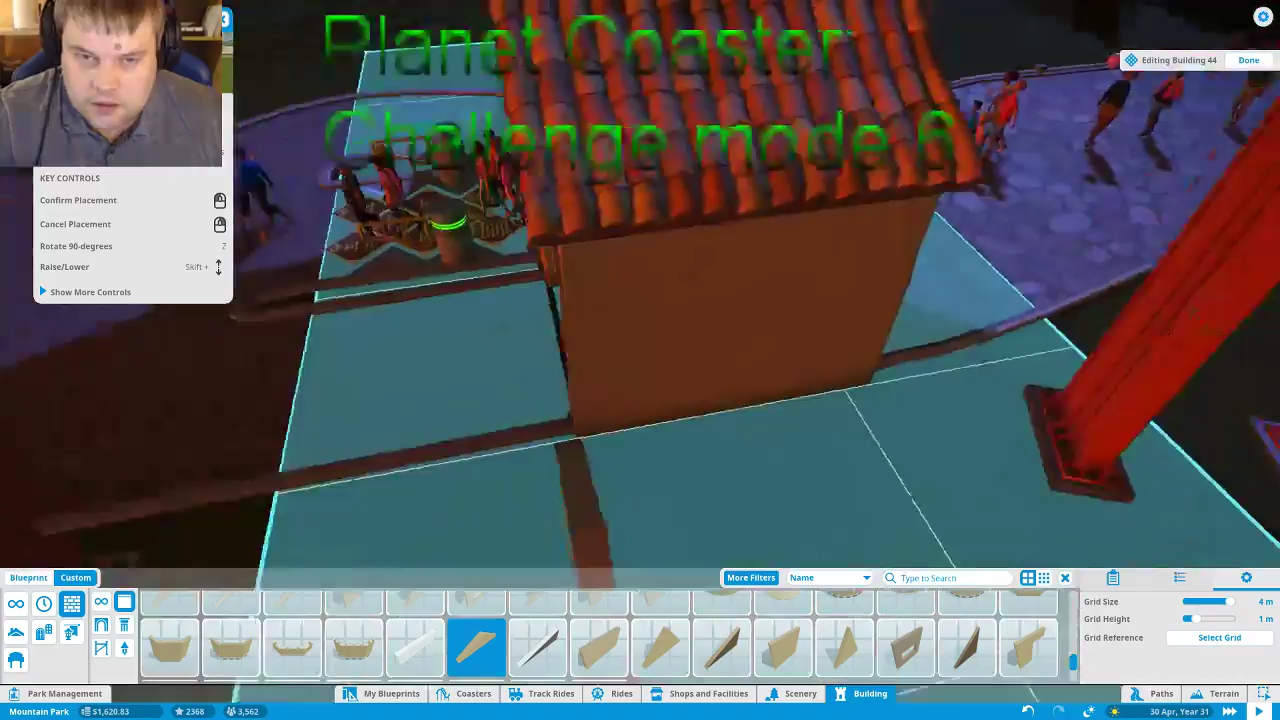 Planet Coaster
Challenge mode 6
Editing Building 44
Done
KEY CONTROLS
Confirm Placement
Cancel Placement
Rotate 90-degrees Z
Raise/Lower Skift +
Show More Controls
Blueprint Custom
More Filters Name Type to Search
Grid Size 4 m
Grid Height 1 m
Grid Reference Select Grid
Park Management My Blueprints Coasters Track Rides Rides Shops and Facilities Scenery Building Paths Terrain
Mountain Park $1,620.83 2368 3,562 30 Apr, Year 31